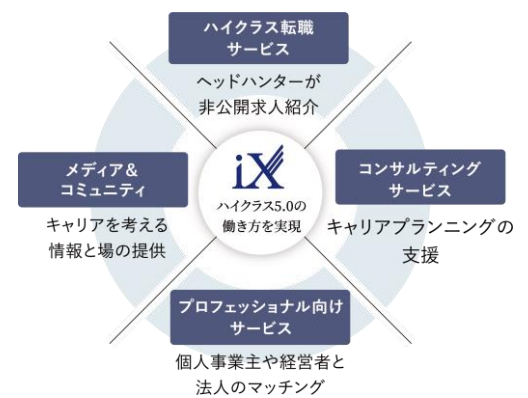 ハイクラス転職
サービス
ヘッドハンターが
非公開求人紹介
メディア&
コミュニティ
キャリアを考える
情報と場の提供
iX
ハイクラス5.0の
働き方を実現
コンサルティング
サービス
キャリアプランニングの
支援
プロフェッショナル向け
サービス
個人事業主や経営者と
法人のマッチング